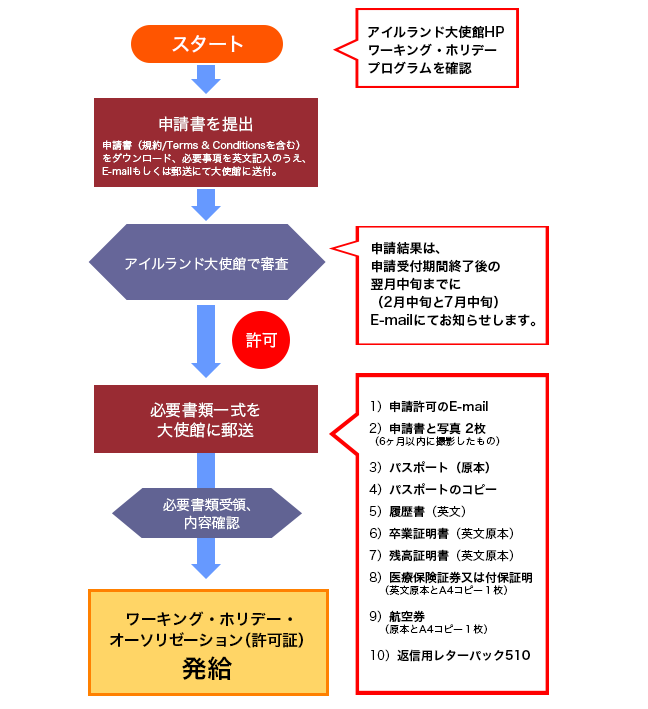 スタート
アイルランド大使館HP
ワーキング・ホリデー
プログラムを確認
申請書を提出
申請書（規約/Terms & Conditionsを含む）
をダウンロード、必要事項を英文記入のうえ、
E-mailもしくは郵送にて大使館に送付。
アイルランド大使館で審査
申請結果は、
申請受付期間終了後の
翌月中旬までに
（2月中旬と7月中旬）
E-mailにてお知らせします。
許可
必要書類一式を
大使館に郵送
1）申請許可のE-mail
2）申請書と写真 2枚
（6ヶ月以内に撮影したもの）
3）パスポート（原本）
4）パスポートのコピー
5）履歴書（英文）
6）卒業証明書（英文原本）
7）残高証明書（英文原本）
8）医療保険証券又は付保証明
（英文原本とA4コピー１枚）
9）航空券
（原本とA4コピー１枚）
10）返信用レターパック510
必要書類受領、
内容確認
ワーキング・ホリデー・
オーソリゼーション（許可証）
発給